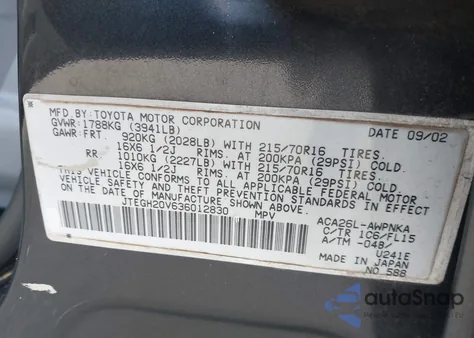 MFD. BY: TOYOTA MOTOR CORPORATION DATE 09/02
GVWR: 1788KG (3941LB)
GAWR: FRT. 920KG (2028LB) WITH 215/70R16 TIRES.
16X6 1/2J RIMS. AT 200KPA (29PSI) COLD.
RR. 1010KG (2227LB) WITH 215/70R16 TIRES.
16X6 1/2J RIMS. AT 200KPA (29PSI) COLD.
THIS VEHICLE CONFORMS TO ALL APPLICABLE FEDERAL MOTOR
VEHICLE SAFETY AND THEFT PREVENTION STANDARDS IN EFFECT ON
THE DATE OF MANUFACTURE SHOWN ABOVE.
JTEGH20V636012830 MPV
ACA26L-AWPNKA
C/TR 1C6/FL15
A/TM -04B/ U241E
MADE IN JAPAN
NO.588
autoSnap